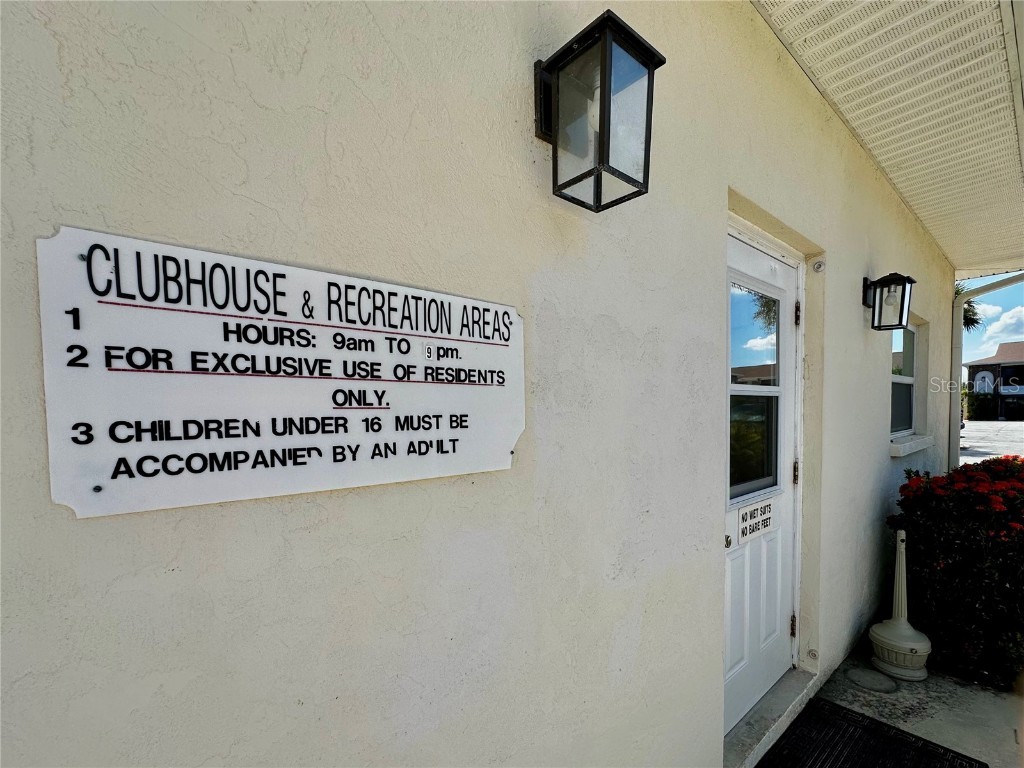 CLUBHOUSE & RECREATION AREAS
1 HOURS: 9am TO 9 pm.
2 FOR EXCLUSIVE USE OF RESIDENTS
ONLY.
3 CHILDREN UNDER 16 MUST BE
ACCOMPANIED BY AN ADULT
NO WET SUITS
NO BARE FEET
StellarMLS